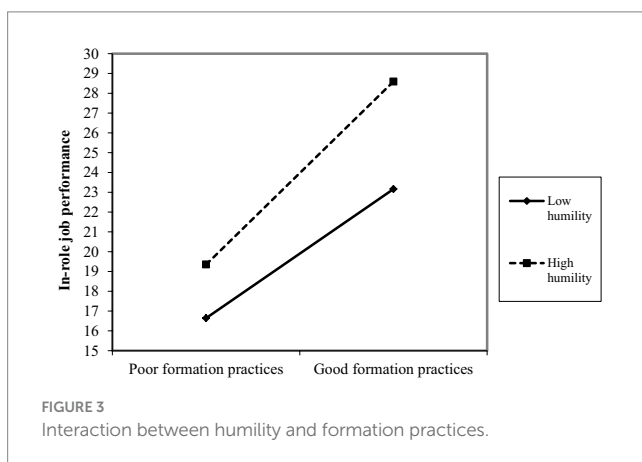 30
29
28
27
26
25
24
23
22
21
20
19
18
17
16
15
In-role job performance
Poor formation practices
Good formation practices
Low
humility
High
humility
FIGURE 3
Interaction between humility and formation practices.